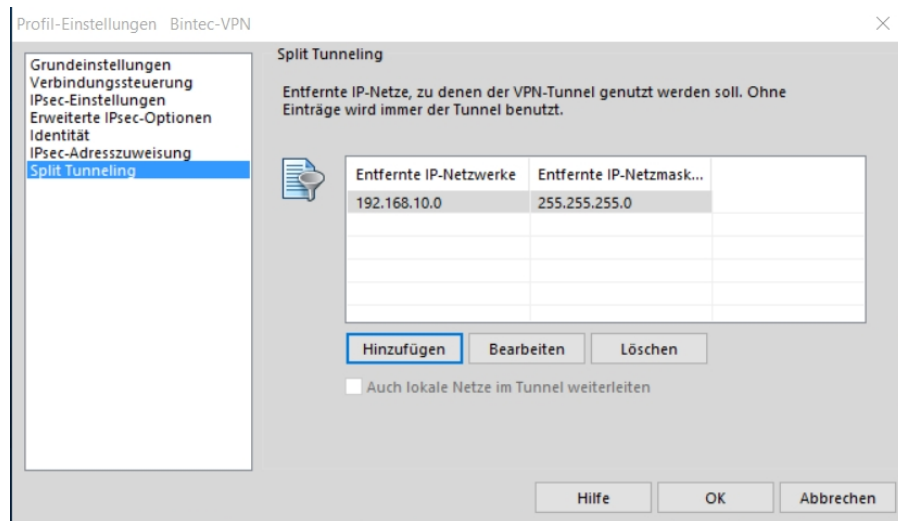 Profil-Einstellungen Bintec-VPN
Grundeinstellungen
Verbindungssteuerung
IPsec-Einstellungen
Erweiterte IPsec-Optionen
Identität
IPsec-Adresszuweisung
Split Tunneling
Split Tunneling
Entfernte IP-Netze, zu denen der VPN-Tunnel genutzt werden soll. Ohne
Einträge wird immer der Tunnel benutzt.
Entfernte IP-Netzwerke Entfernte IP-Netzmask...
192.168.10.0 255.255.255.0
Hinzufügen Bearbeiten Löschen
Auch lokale Netze im Tunnel weiterleiten
Hilfe OK Abbrechen